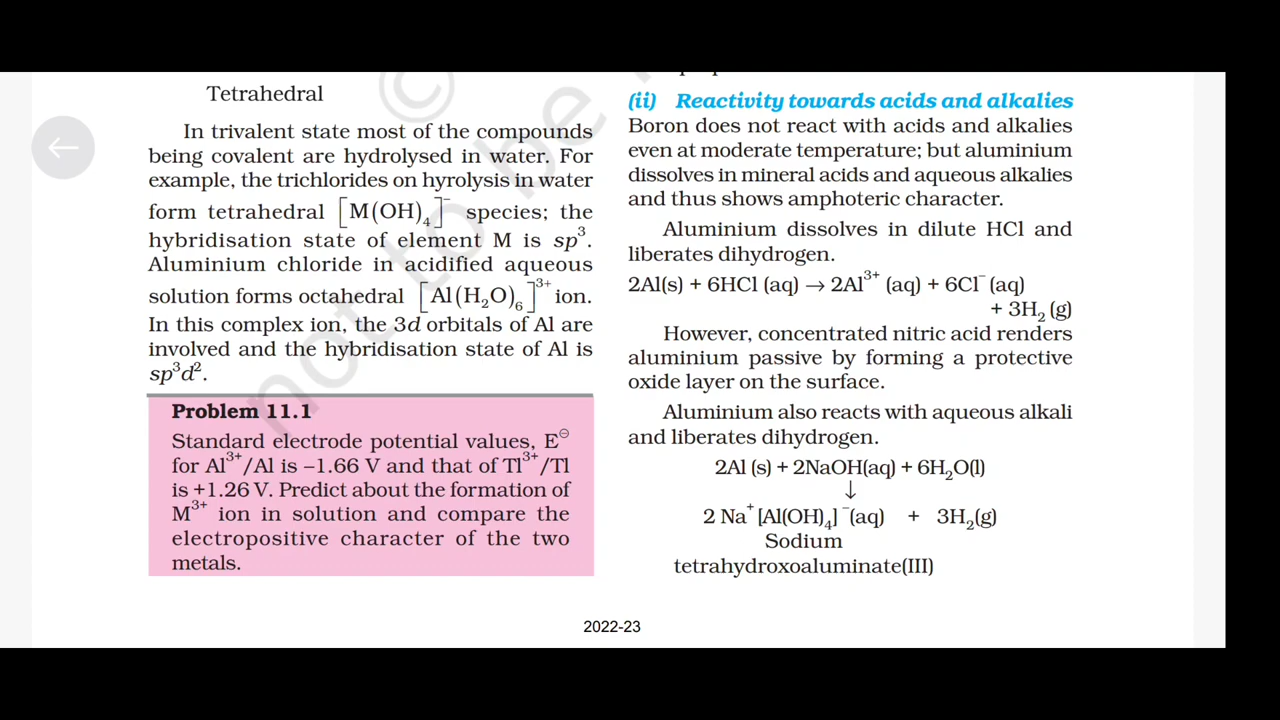 Tetrahedral
In trivalent state most of the compounds
being covalent are hydrolysed in water. For
example, the trichlorides on hyrolysis in water
form tetrahedral [M(OH)₄]⁻ species; the
hybridisation state of element M is sp³.
Aluminium chloride in acidified aqueous
solution forms octahedral [Al(H₂O)₆]³⁺ ion.
In this complex ion, the 3d orbitals of Al are
involved and the hybridisation state of Al is
sp³d².
Problem 11.1
Standard electrode potential values, E⊖
for Al³⁺/Al is –1.66 V and that of Tl³⁺/Tl
is +1.26 V. Predict about the formation of
M³⁺ ion in solution and compare the
electropositive character of the two
metals.
(ii) Reactivity towards acids and alkalies
Boron does not react with acids and alkalies
even at moderate temperature; but aluminium
dissolves in mineral acids and aqueous alkalies
and thus shows amphoteric character.
Aluminium dissolves in dilute HCl and
liberates dihydrogen.
2Al(s) + 6HCl (aq) → 2Al³⁺ (aq) + 6Cl⁻ (aq)
+ 3H₂ (g)
However, concentrated nitric acid renders
aluminium passive by forming a protective
oxide layer on the surface.
Aluminium also reacts with aqueous alkali
and liberates dihydrogen.
2Al (s) + 2NaOH(aq) + 6H₂O(l)
↓
2 Na⁺ [Al(OH)₄]⁻ (aq) + 3H₂(g)
Sodium
tetrahydroxoaluminate(III)
2022-23
© not to be